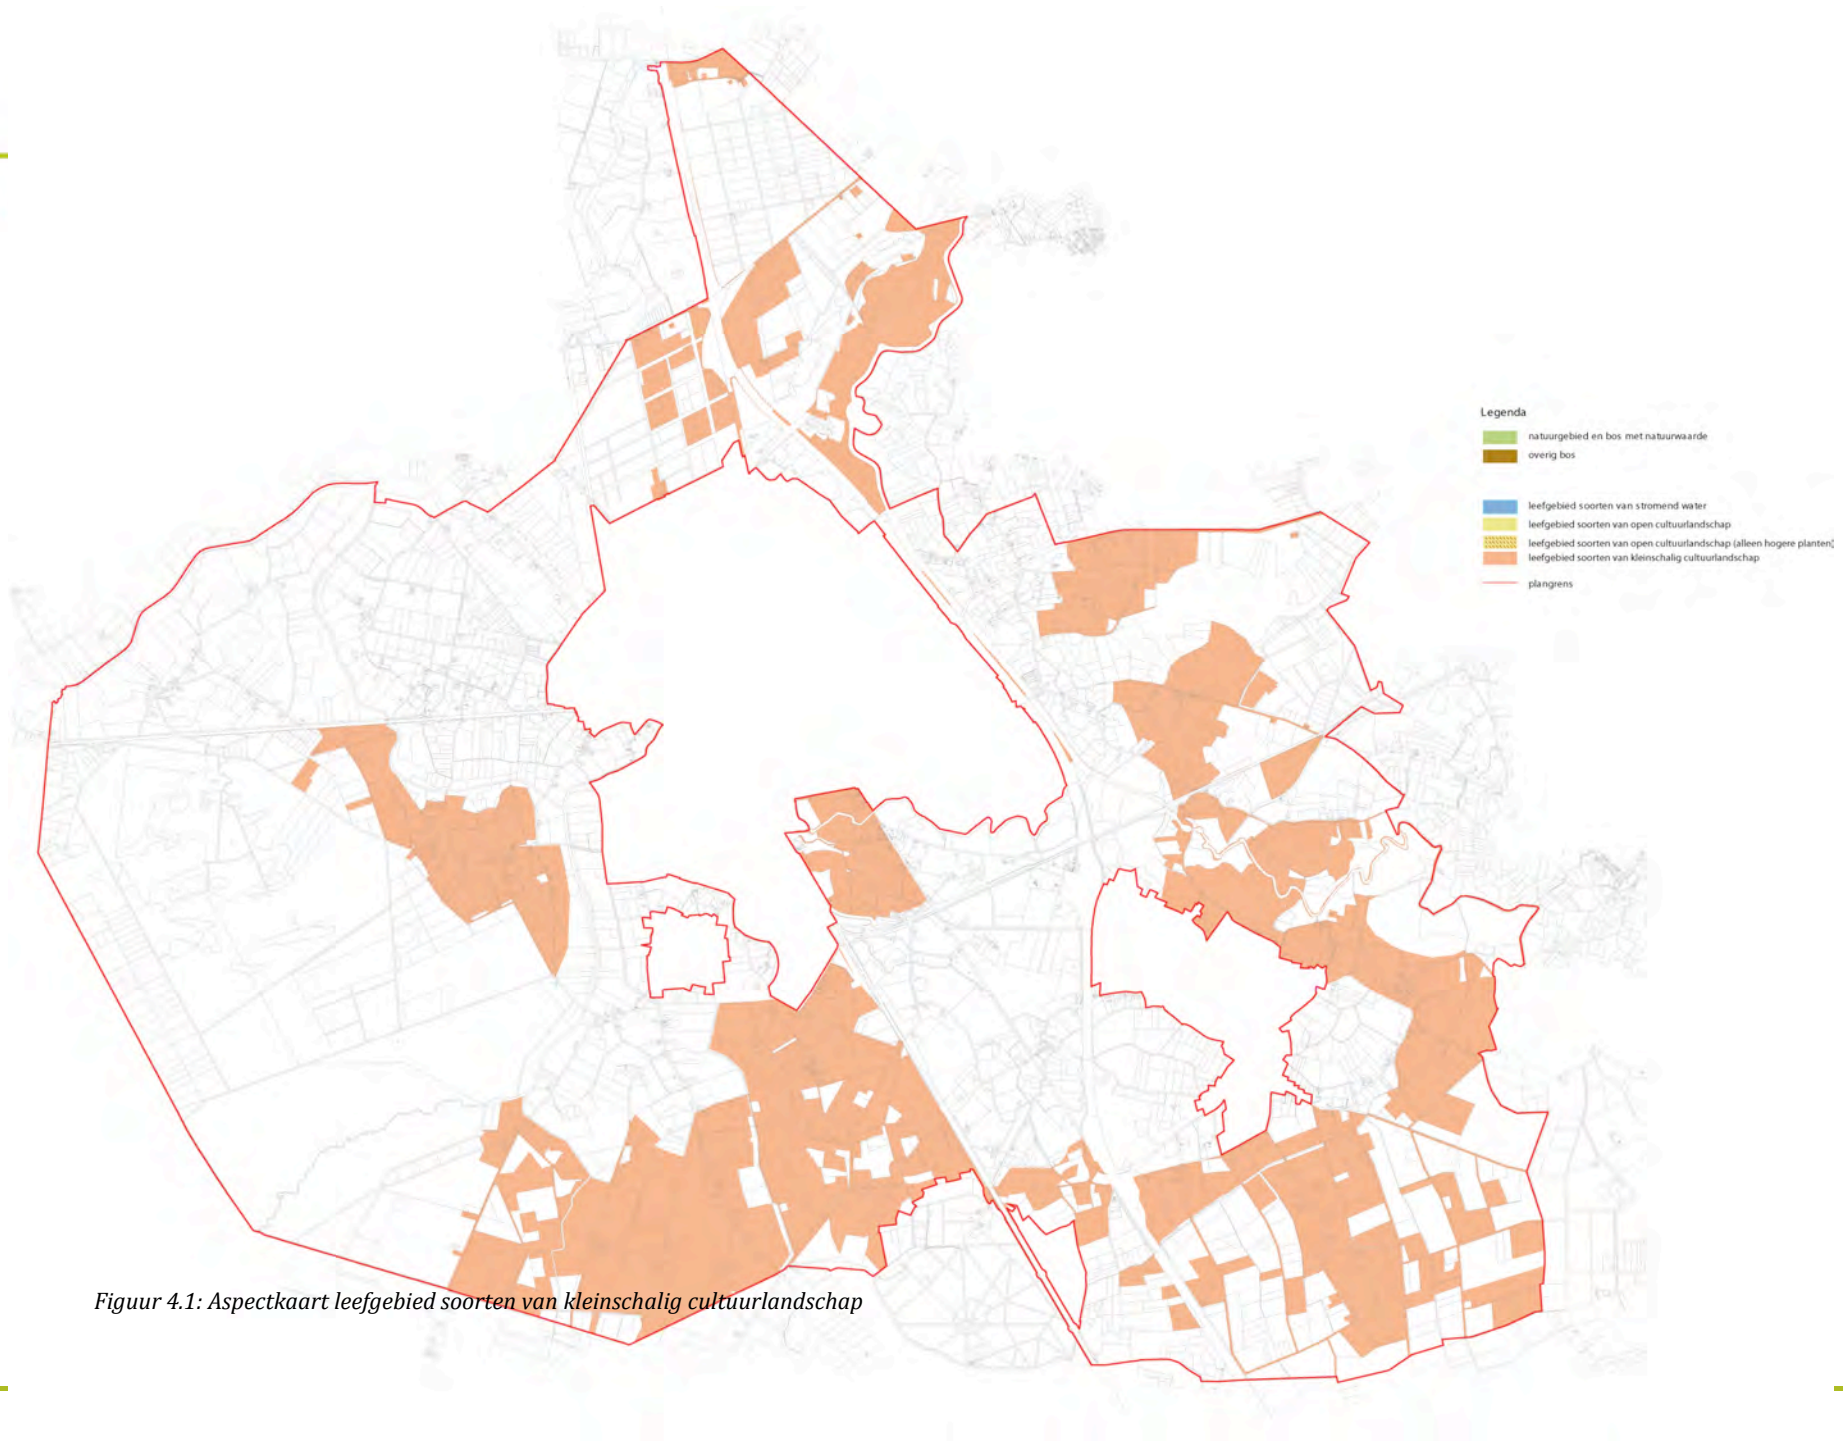 Legenda
natuurgebied en bos met natuurwaarde
overig bos
leefgebied soorten van stromend water
leefgebied soorten van open cultuurlandschap
leefgebied soorten van open cultuurlandschap (alleen hogere planten)
leefgebied soorten van kleinschalig cultuurlandschap
plangrens
Figuur 4.1: Aspectkaart leefgebied soorten van kleinschalig cultuurlandschap